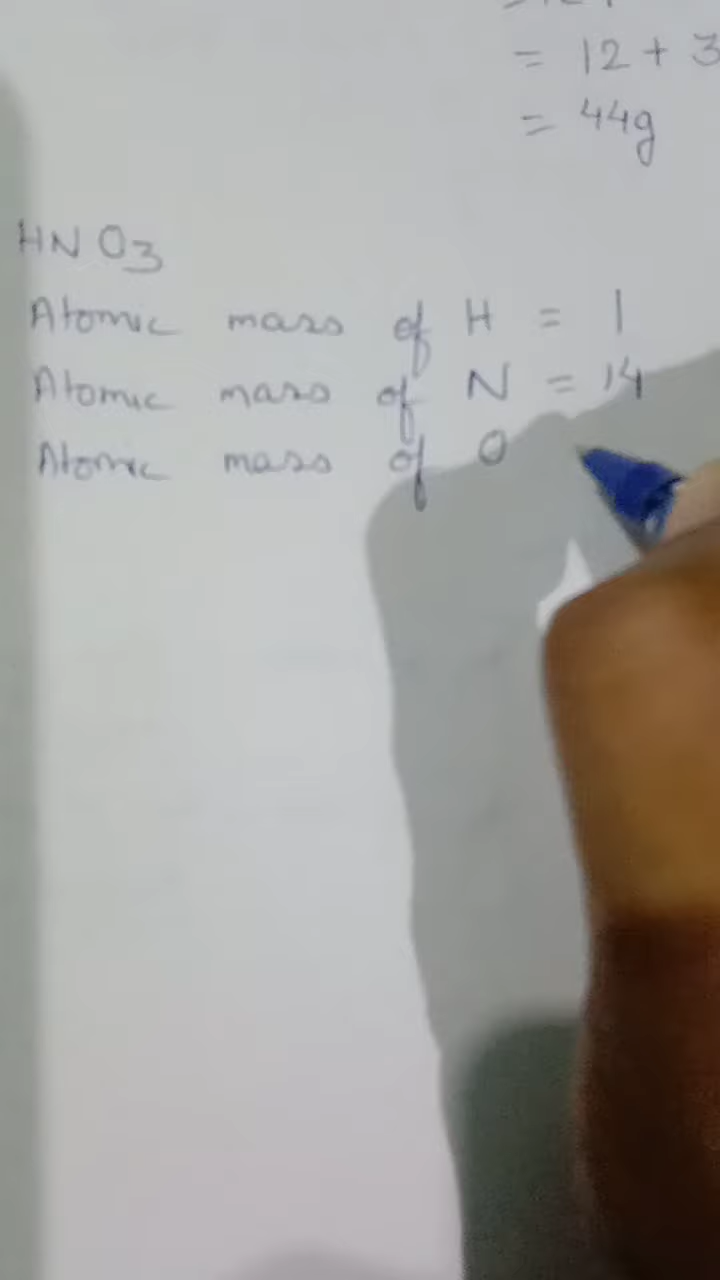 = 12 + 3
= 44g
HNO3
Atomic mass of H = 1
Atomic mass of N = 14
Atomic mass of O